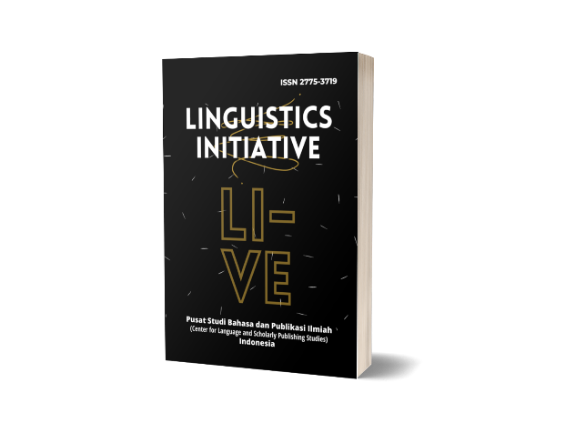 ISSN 2775-3719
LINGUISTICS
INITIATIVE
LI-
VE
Pusat Studi Bahasa dan Publikasi Ilmiah
(Center for Language and Scholarly Publishing Studies)
Indonesia